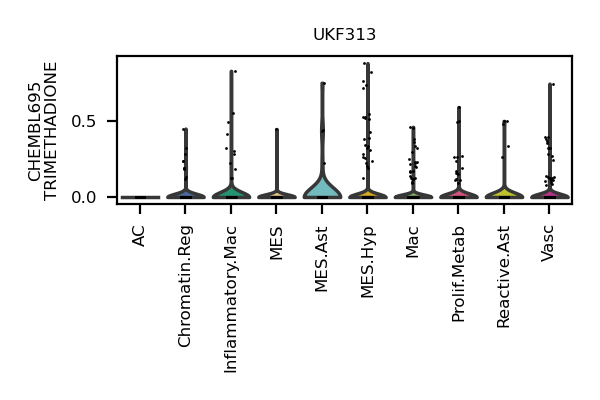 UKF313
CHEMBL695
TRIMETHADIONE
0.5
0.0
AC
Chromatin.Reg
Inflammatory.Mac
MES
MES.Ast
MES.Hyp
Mac
Prolif.Metab
Reactive.Ast
Vasc